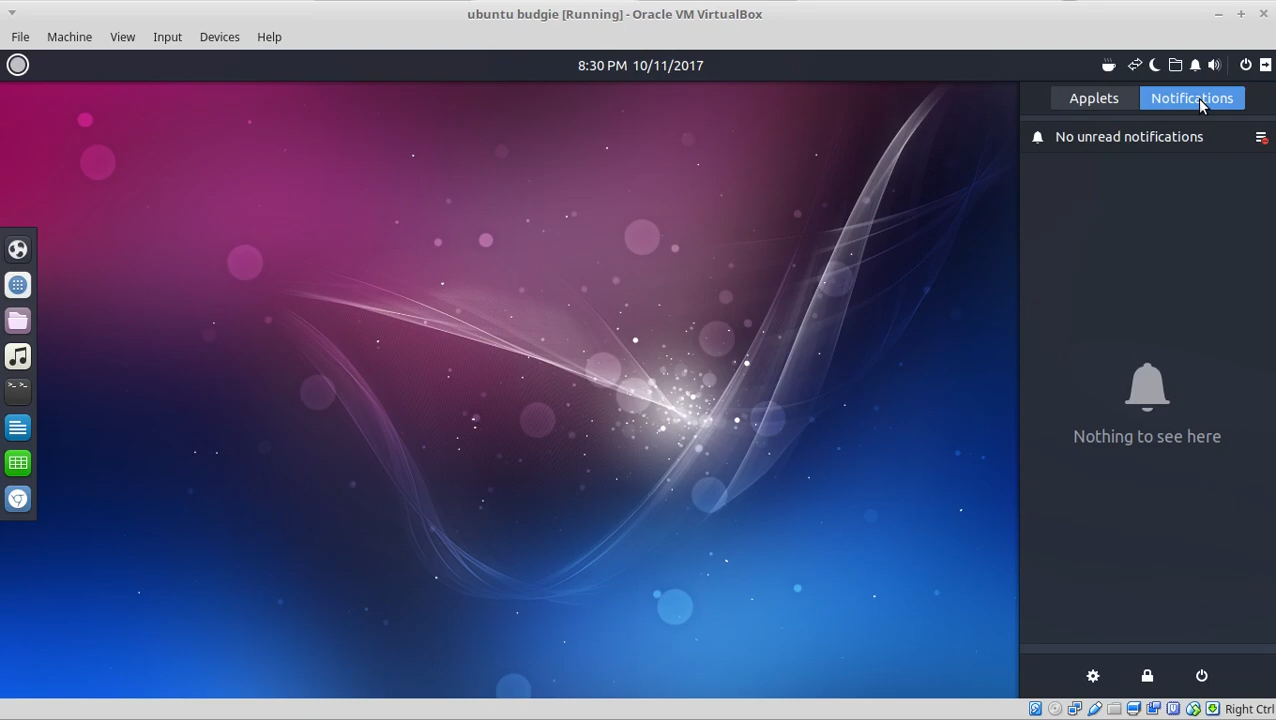 ubuntu budgie [Running] - Oracle VM VirtualBox
File Machine View Input Devices Help
8:30 PM 10/11/2017
Applets Notifications
No unread notifications
Nothing to see here
Right Ctrl